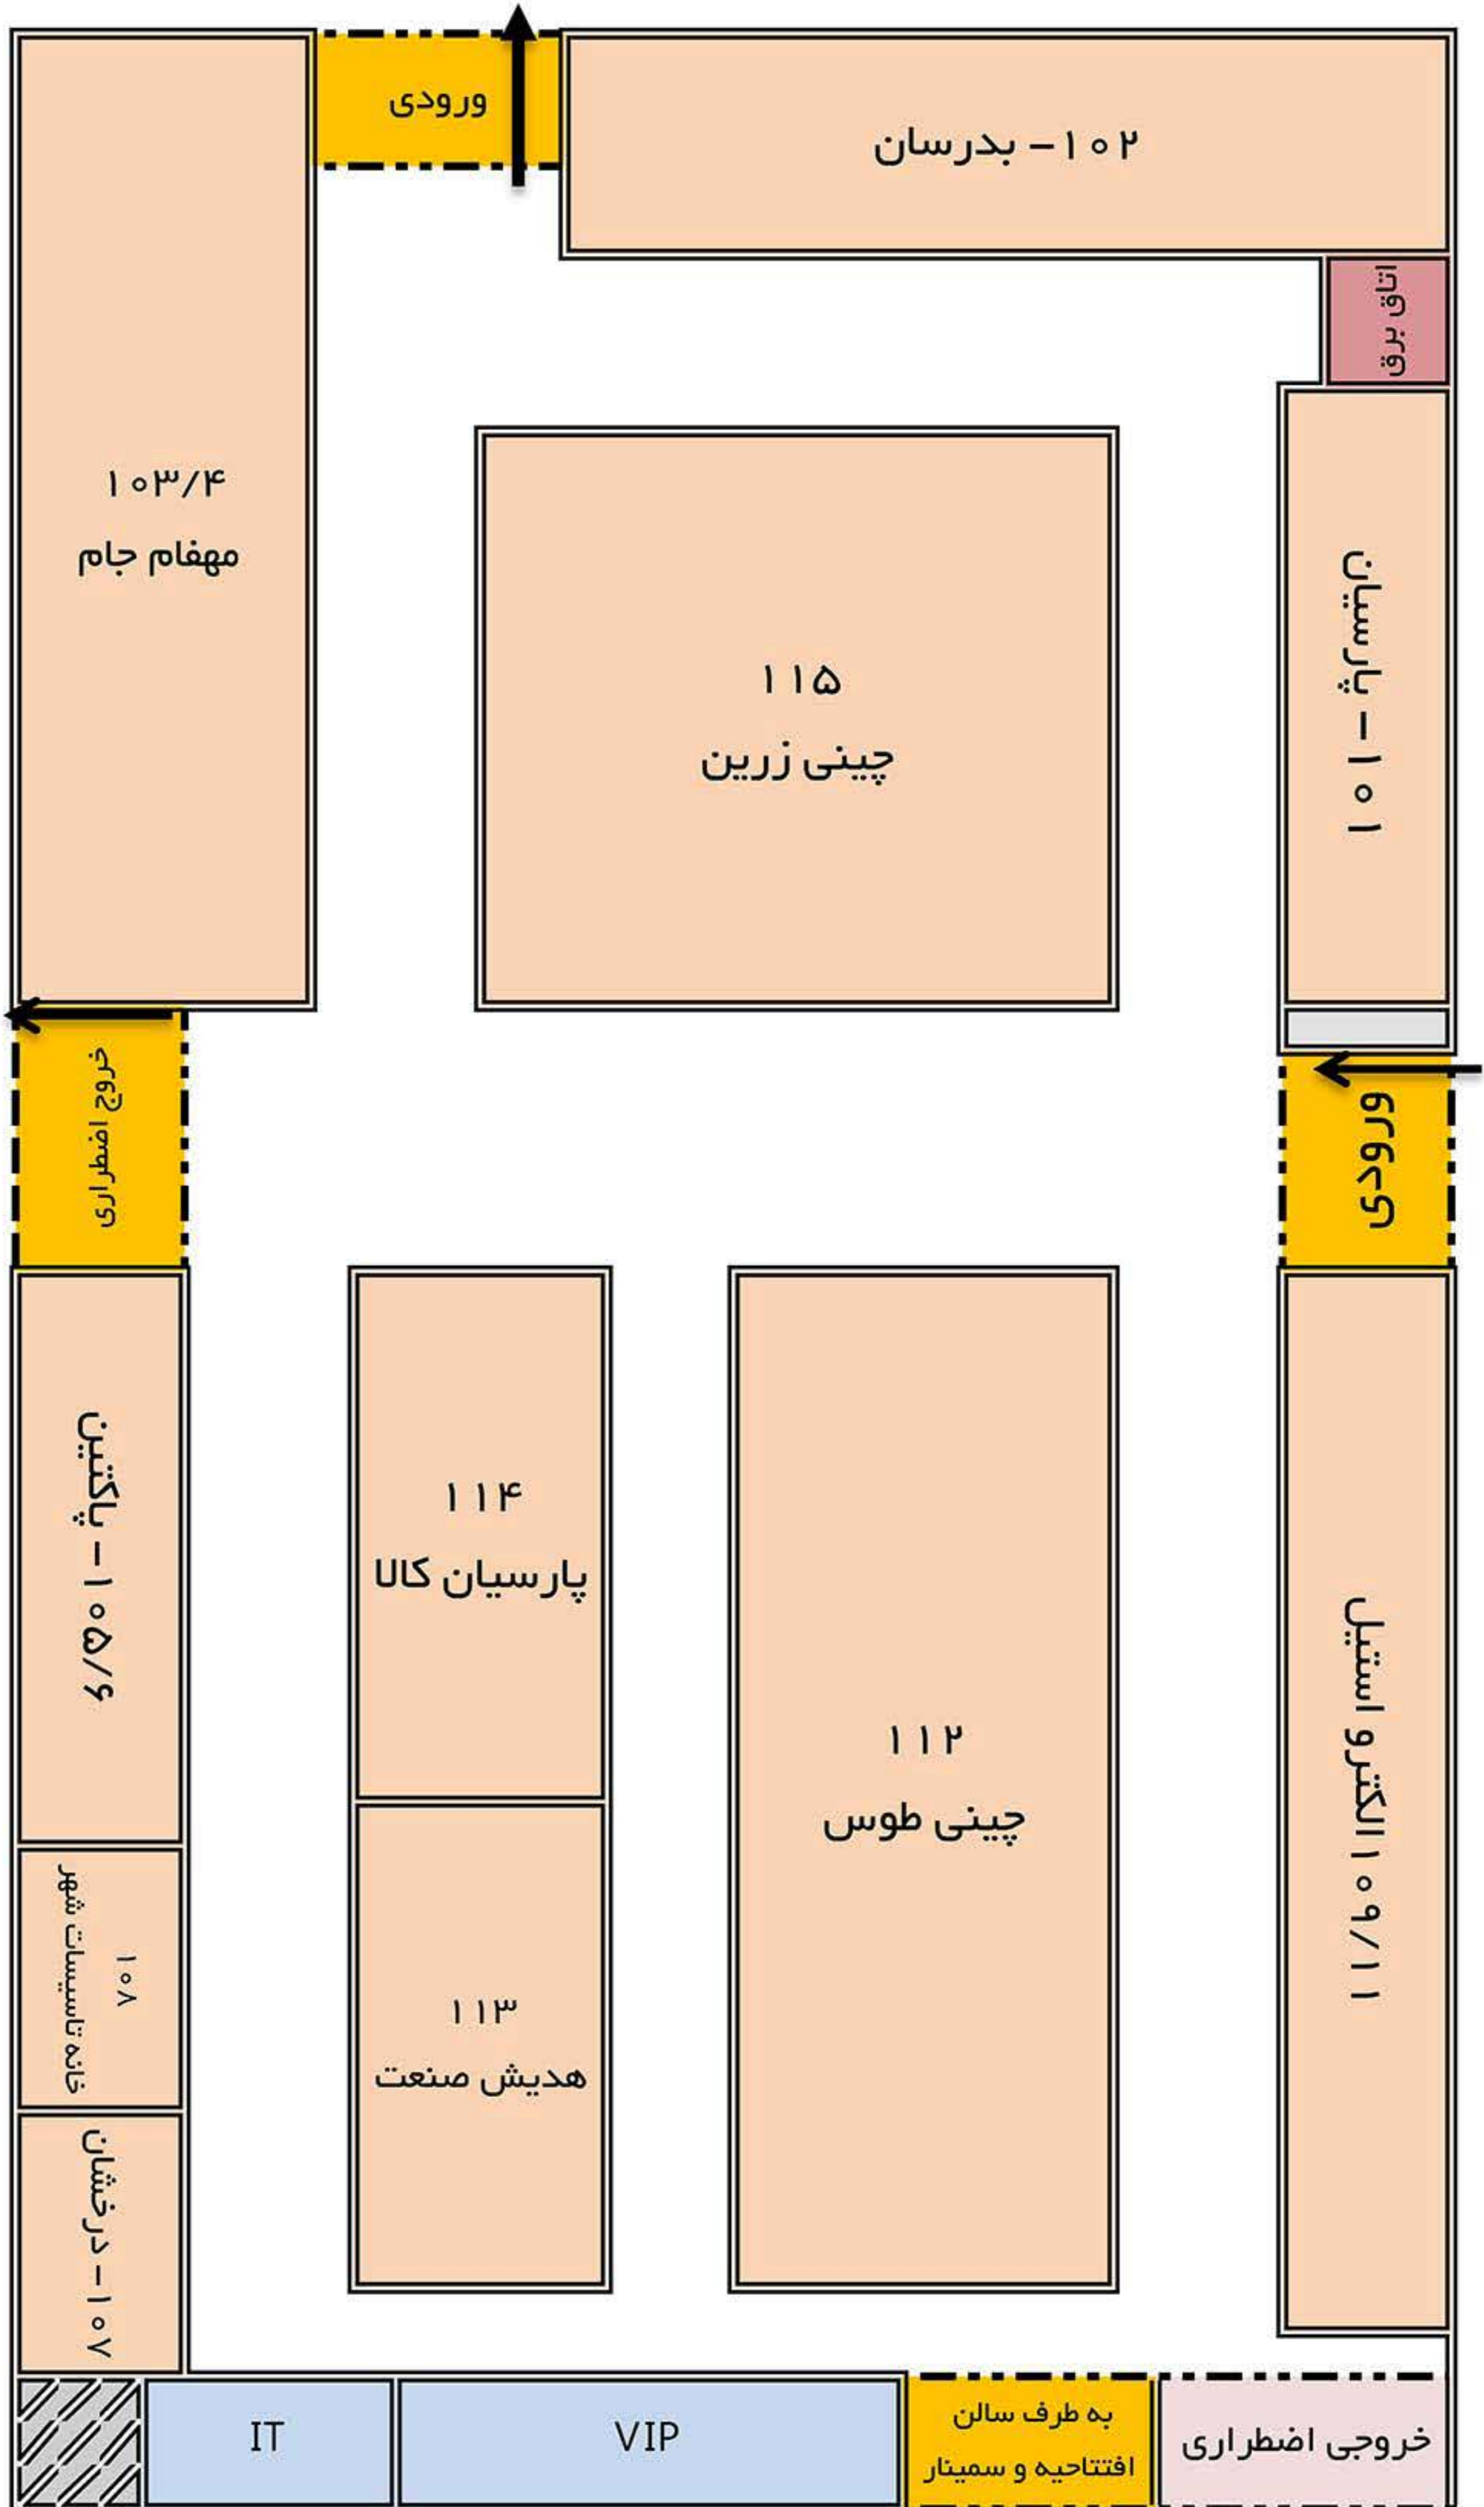 ورودی
۱۰۲- بدرسان
اتاق برق
۱۰۳/۴
مهفام جام
۱۱۵
چینی زرین
۱۰۱- پارسیان
خروج اضطراری
ورودی
۱۰۵/۶- پاکتین
۱۱۴
پارسیان کالا
۱۱۲
چینی طوس
۱۰۹/۱۱الکترو استیل
۱۰۸
خانه تاسیسات شهر
۱۱۳
هدیش صنعت
۱۰۷- درخشان
IT
VIP
به طرف سالن
افتتاحیه و سمینار
خروجی اضطراری